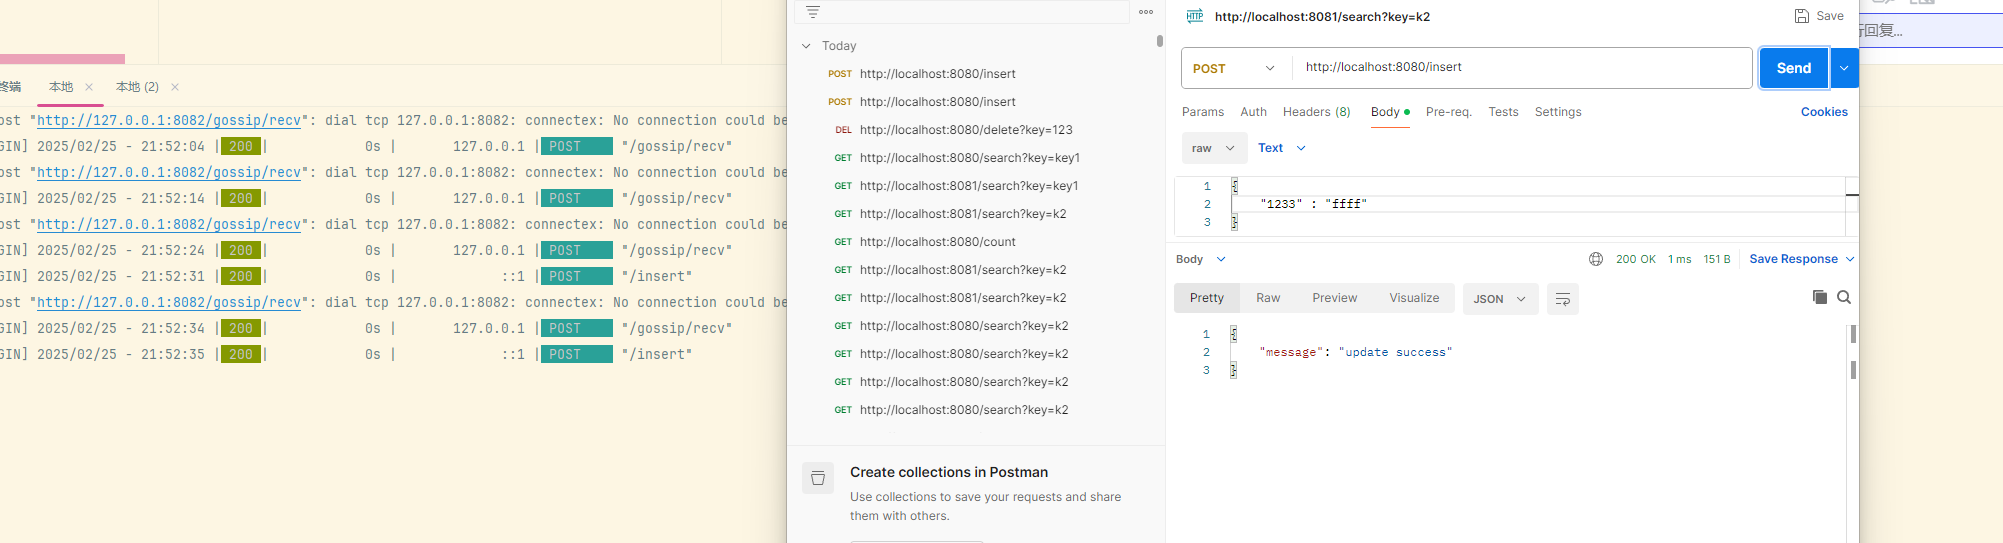 终端 本地 × 本地 (2) ×
ost "http://127.0.0.1:8082/gossip/recv": dial tcp 127.0.0.1:8082: connectex: No connection could be
GIN] 2025/02/25 - 21:52:04 | 200 | 0s | 127.0.0.1 | POST "/gossip/recv"
ost "http://127.0.0.1:8082/gossip/recv": dial tcp 127.0.0.1:8082: connectex: No connection could be
GIN] 2025/02/25 - 21:52:14 | 200 | 0s | 127.0.0.1 | POST "/gossip/recv"
ost "http://127.0.0.1:8082/gossip/recv": dial tcp 127.0.0.1:8082: connectex: No connection could be
GIN] 2025/02/25 - 21:52:24 | 200 | 0s | 127.0.0.1 | POST "/gossip/recv"
GIN] 2025/02/25 - 21:52:31 | 200 | 0s | ::1 | POST "/insert"
ost "http://127.0.0.1:8082/gossip/recv": dial tcp 127.0.0.1:8082: connectex: No connection could be
GIN] 2025/02/25 - 21:52:34 | 200 | 0s | 127.0.0.1 | POST "/gossip/recv"
GIN] 2025/02/25 - 21:52:35 | 200 | 0s | ::1 | POST "/insert"
Today
POST http://localhost:8080/insert
POST http://localhost:8080/insert
DEL http://localhost:8080/delete?key=123
GET http://localhost:8080/search?key=key1
GET http://localhost:8081/search?key=key1
GET http://localhost:8081/search?key=k2
GET http://localhost:8080/count
GET http://localhost:8081/search?key=k2
GET http://localhost:8081/search?key=k2
GET http://localhost:8080/search?key=k2
GET http://localhost:8080/search?key=k2
GET http://localhost:8080/search?key=k2
GET http://localhost:8080/search?key=k2
Create collections in Postman
Use collections to save your requests and share
them with others.
HTTP http://localhost:8081/search?key=k2 Save
POST http://localhost:8080/insert Send
Params Auth Headers (8) Body Pre-req. Tests Settings Cookies
raw Text
1 {
2 "1233" : "ffff"
3 }
Body 200 OK 1 ms 151 B Save Response
Pretty Raw Preview Visualize JSON
1 {
2 "message": "update success"
3 }
行回复...